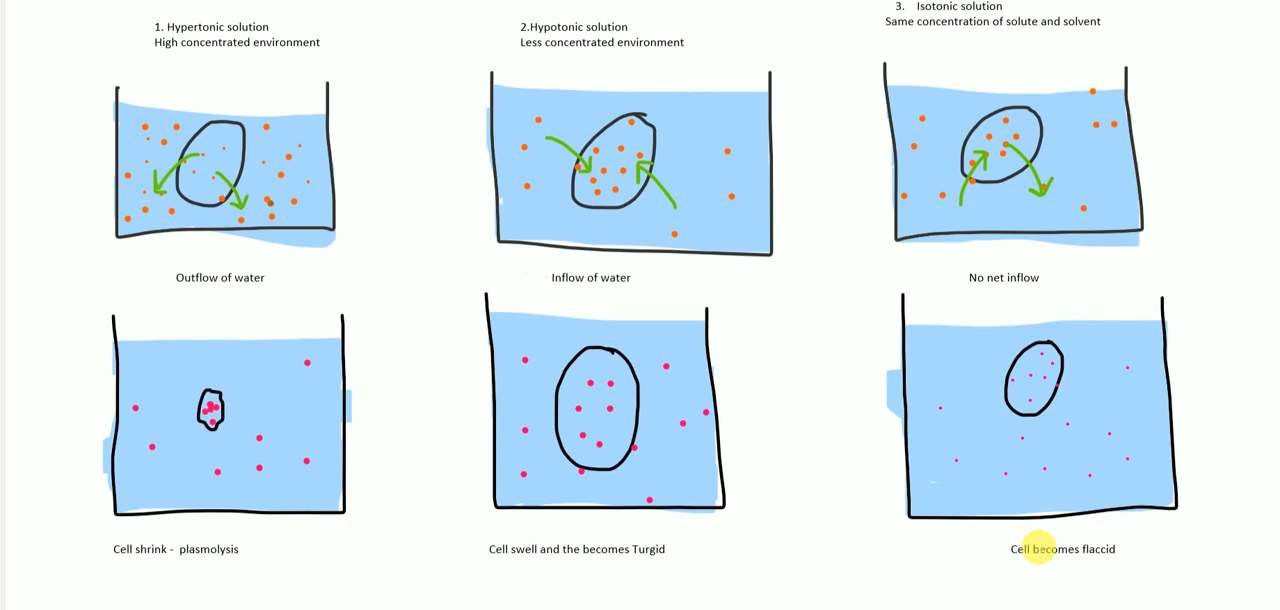 1. Hypertonic solution
High concentrated environment
2.Hypotonic solution
Less concentrated environment
3. Isotonic solution
Same concentration of solute and solvent
Outflow of water
Inflow of water
No net inflow
Cell shrink - plasmolysis
Cell swell and the becomes Turgid
Cell becomes flaccid